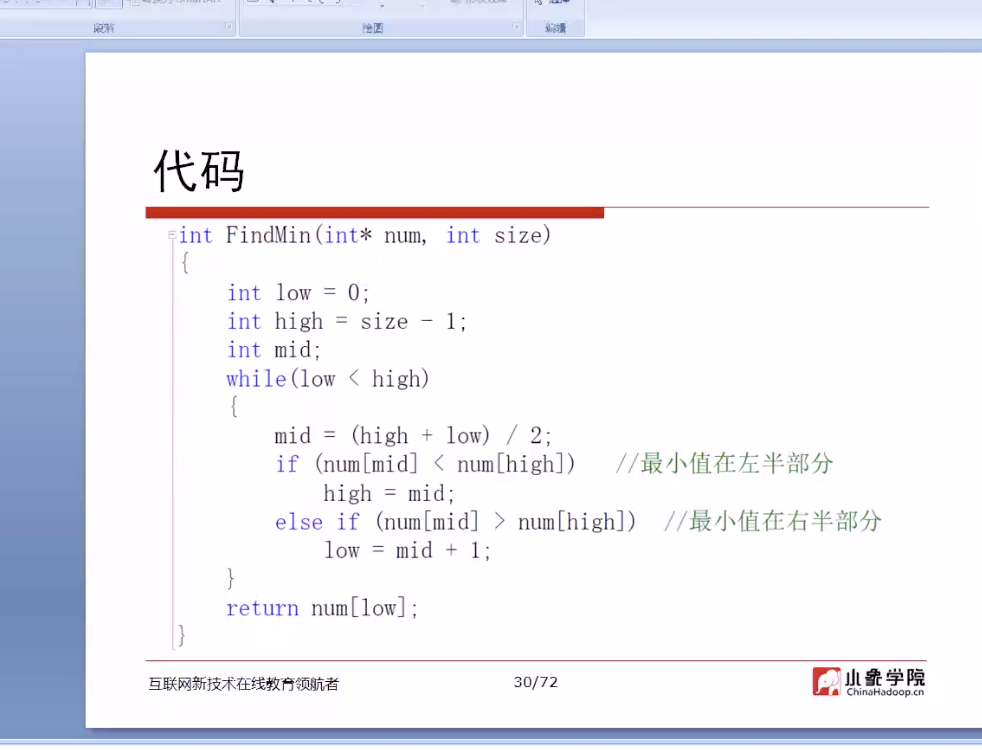 段落
绘图
编辑
代码
int FindMin(int* num, int size)
{
int low = 0;
int high = size - 1;
int mid;
while(low < high)
{
mid = (high + low) / 2;
if (num[mid] < num[high]) //最小值在左半部分
high = mid;
else if (num[mid] > num[high]) //最小值在右半部分
low = mid + 1;
}
return num[low];
}
互联网新技术在线教育领航者
30/72
小象学院
ChinaHadoop.cn